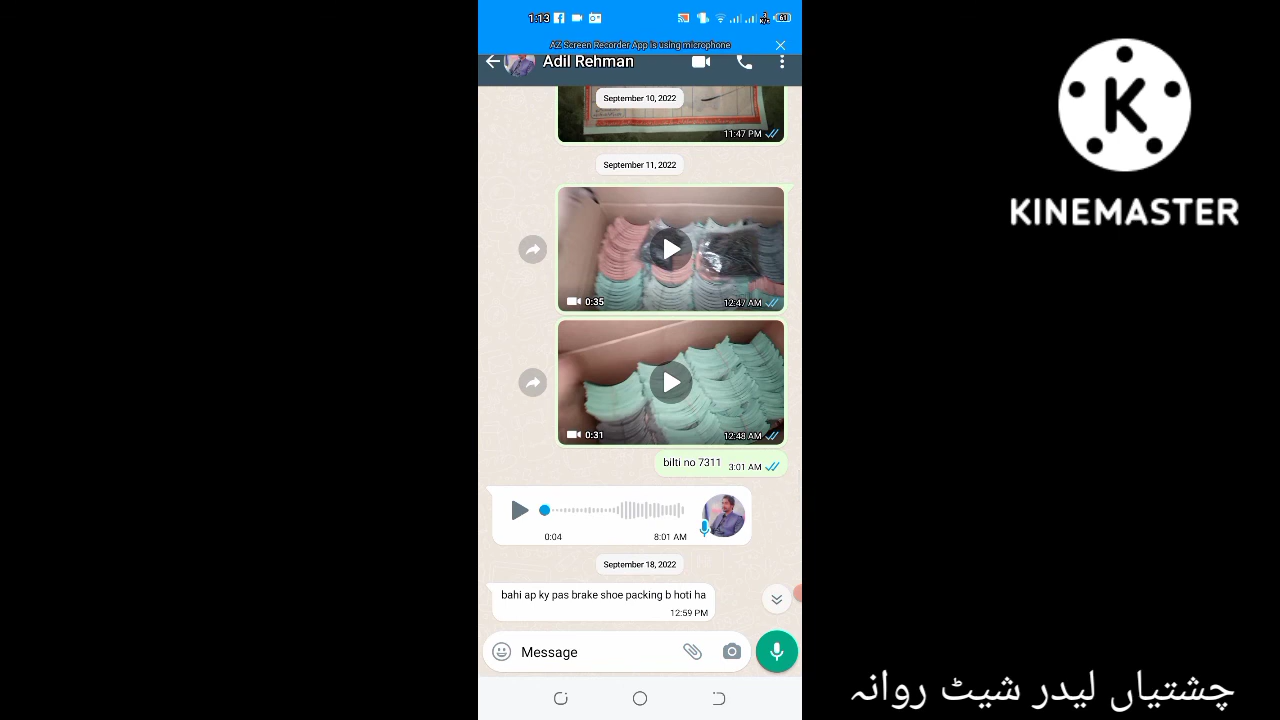 1:13
61
AZ Screen Recorder App is using microphone
Adil Rehman
September 10, 2022
11:47 PM
September 11, 2022
0:35
12:47 AM
0:31
12:48 AM
bilti no 7311
3:01 AM
0:04
8:01 AM
September 18, 2022
bahi ap ky pas brake shoe packing b hoti ha
12:59 PM
Message
K
KINEMASTER
چشتیاں لیدر شیٹ روانہ